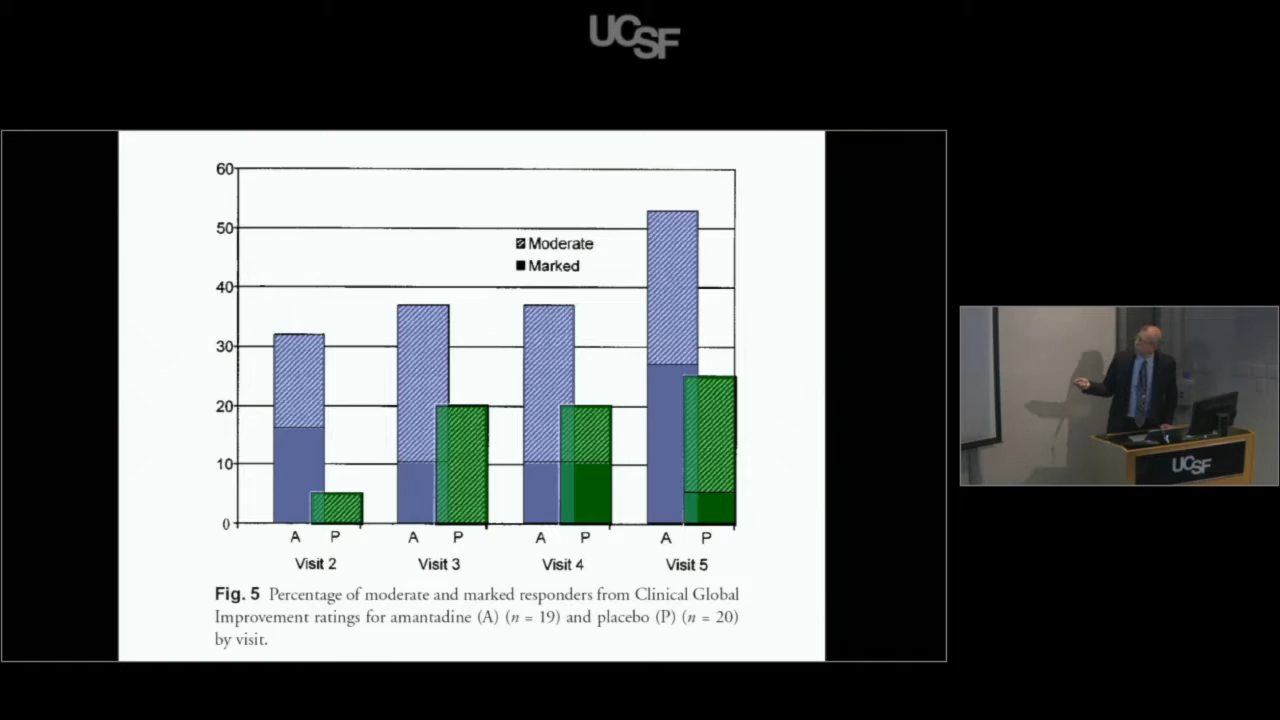 UCSF
60
50
40
30
20
10
0
Moderate
Marked
A P A P A P A P
Visit 2 Visit 3 Visit 4 Visit 5
Fig. 5 Percentage of moderate and marked responders from Clinical Global
Improvement ratings for amantadine (A) (n = 19) and placebo (P) (n = 20)
by visit.
UCSF